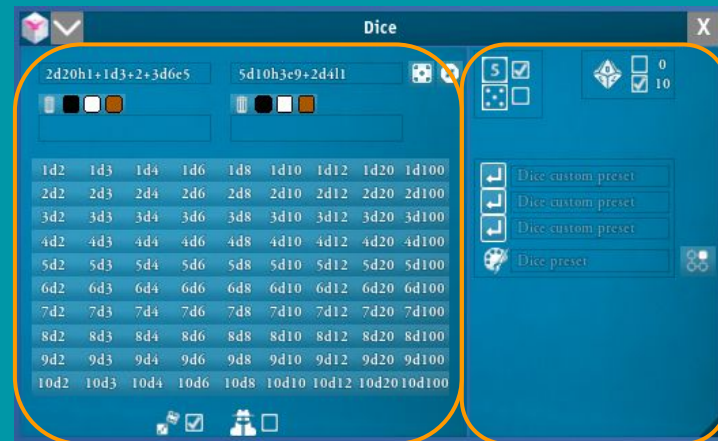 Dice X
2d20h1+1d3+2+3d6e5 5d10h3e9+2d4l1
S 0
10
1d2 1d3 1d4 1d6 1d8 1d10 1d12 1d20 1d100
2d2 2d3 2d4 2d6 2d8 2d10 2d12 2d20 2d100
3d2 3d3 3d4 3d6 3d8 3d10 3d12 3d20 3d100
4d2 4d3 4d4 4d6 4d8 4d10 4d12 4d20 4d100
5d2 5d3 5d4 5d6 5d8 5d10 5d12 5d20 5d100
6d2 6d3 6d4 6d6 6d8 6d10 6d12 6d20 6d100
7d2 7d3 7d4 7d6 7d8 7d10 7d12 7d20 7d100
8d2 8d3 8d4 8d6 8d8 8d10 8d12 8d20 8d100
9d2 9d3 9d4 9d6 9d8 9d10 9d12 9d20 9d100
10d2 10d3 10d4 10d6 10d8 10d10 10d12 10d20 10d100
Dice custom preset
Dice custom preset
Dice custom preset
Dice preset